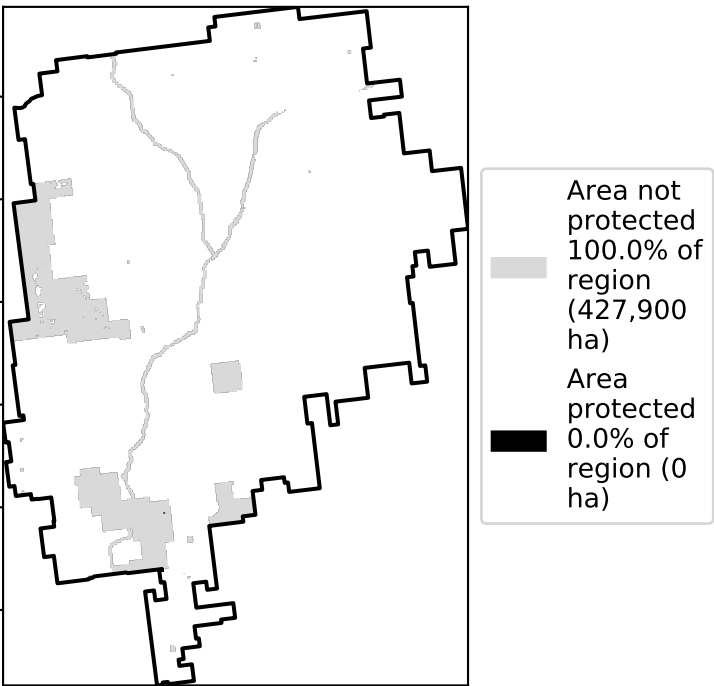 Area not
protected
100.0% of
region
(427,900
ha)
Area
protected
0.0% of
region (0
ha)